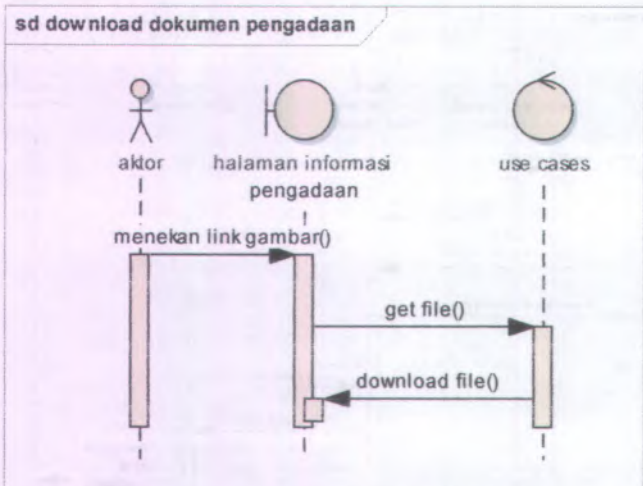 sd download dokumen pengadaan
aktor
halaman informasi
pengadaan
use cases
menekan link gambar()
get file()
download file()